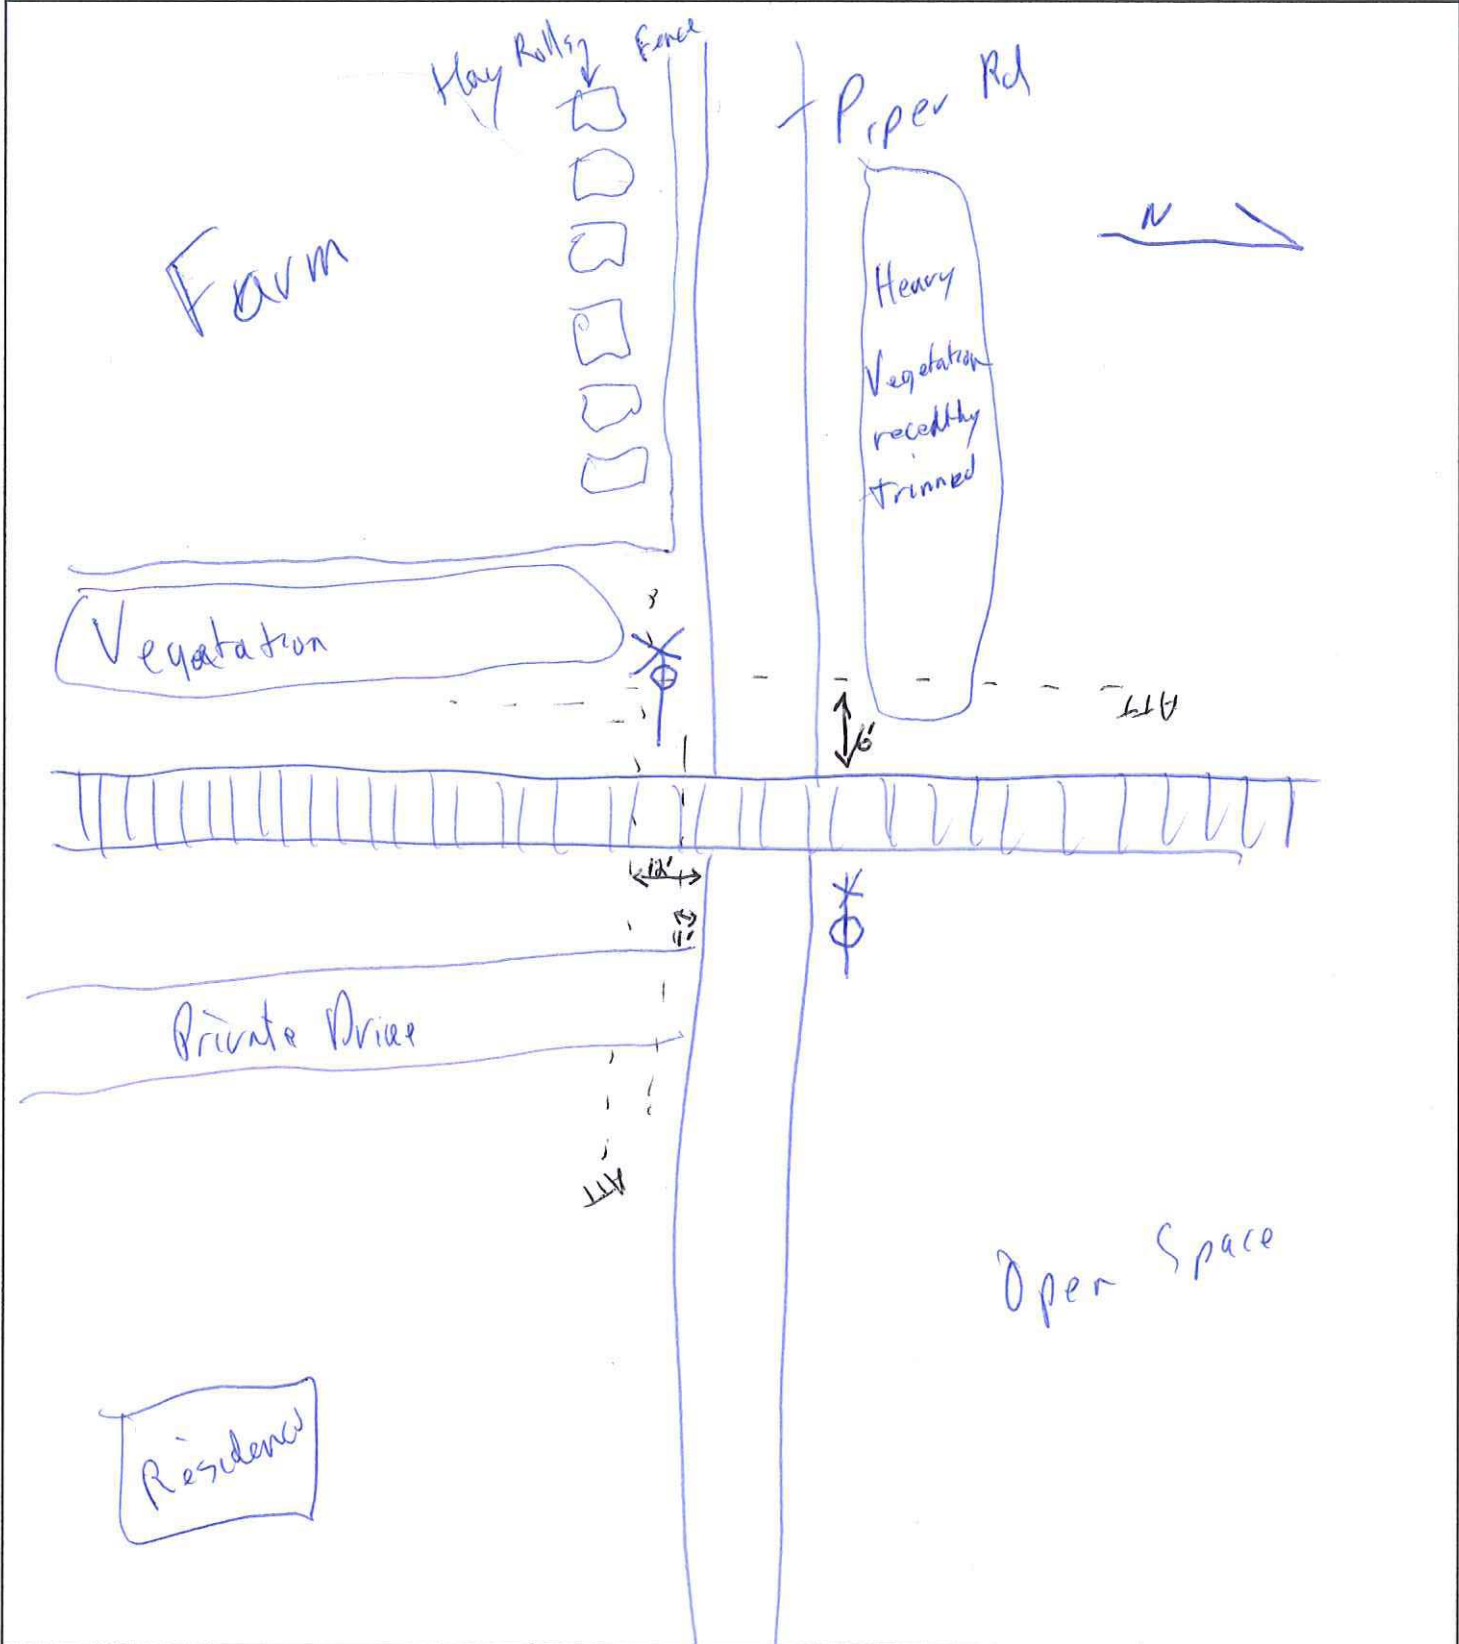 Hay Rolls
Fence
Piper Rd
N
Farm
Heavy
Vegetation
recently
trimmed
Vegetation
ATT
6'
12'
4'
Private Drive
ATT
Open Space
Residence